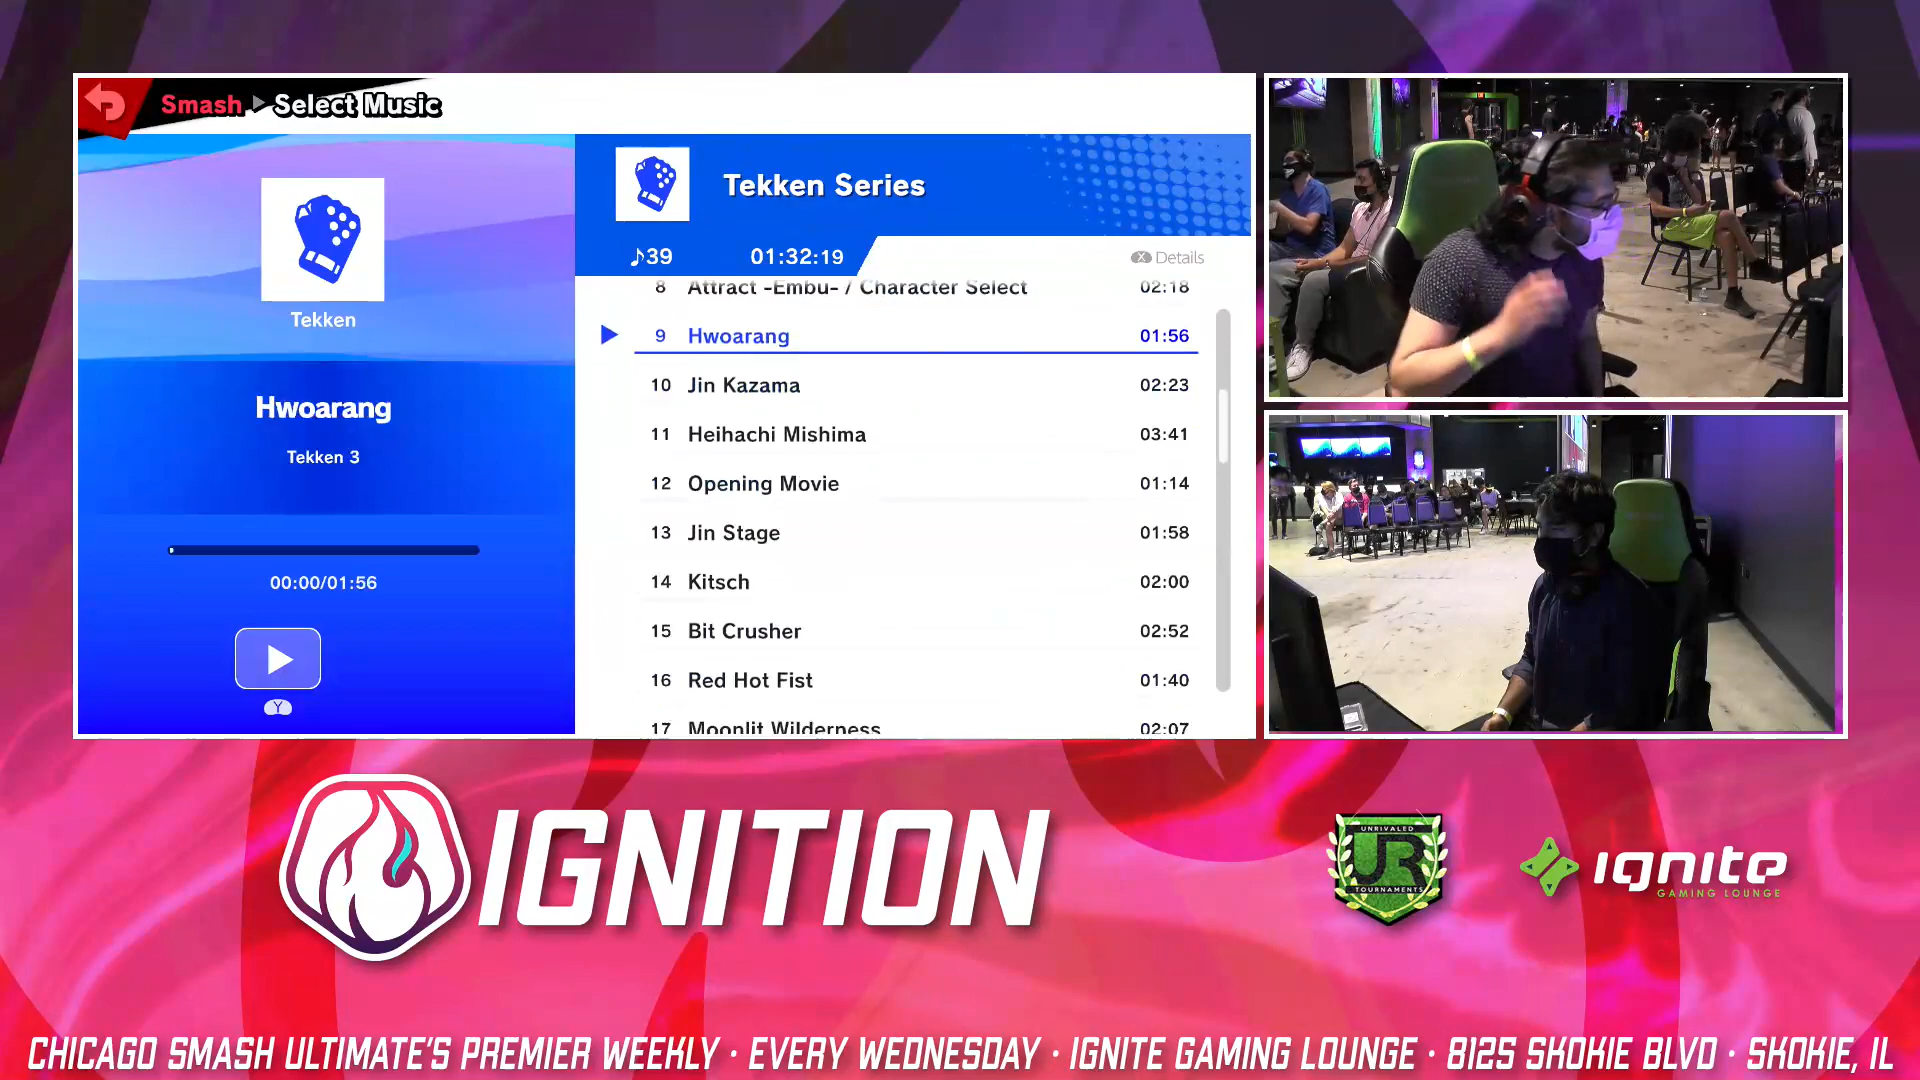 Smash ▶ Select Music
Tekken
Hwoarang
Tekken 3
00:00/01:56
Y
Tekken Series
♪39 01:32:19 X Details
8 Attract -Embu- / Character Select 02:18
9 Hwoarang 01:56
10 Jin Kazama 02:23
11 Heihachi Mishima 03:41
12 Opening Movie 01:14
13 Jin Stage 01:58
14 Kitsch 02:00
15 Bit Crusher 02:52
16 Red Hot Fist 01:40
17 Moonlit Wilderness 02:07
IGNITION
UNRIVALED
UR
TOURNAMENTS
ignite
GAMING LOUNGE
CHICAGO SMASH ULTIMATE'S PREMIER WEEKLY · EVERY WEDNESDAY · IGNITE GAMING LOUNGE · 8125 SKOKIE BLVD · SKOKIE, IL